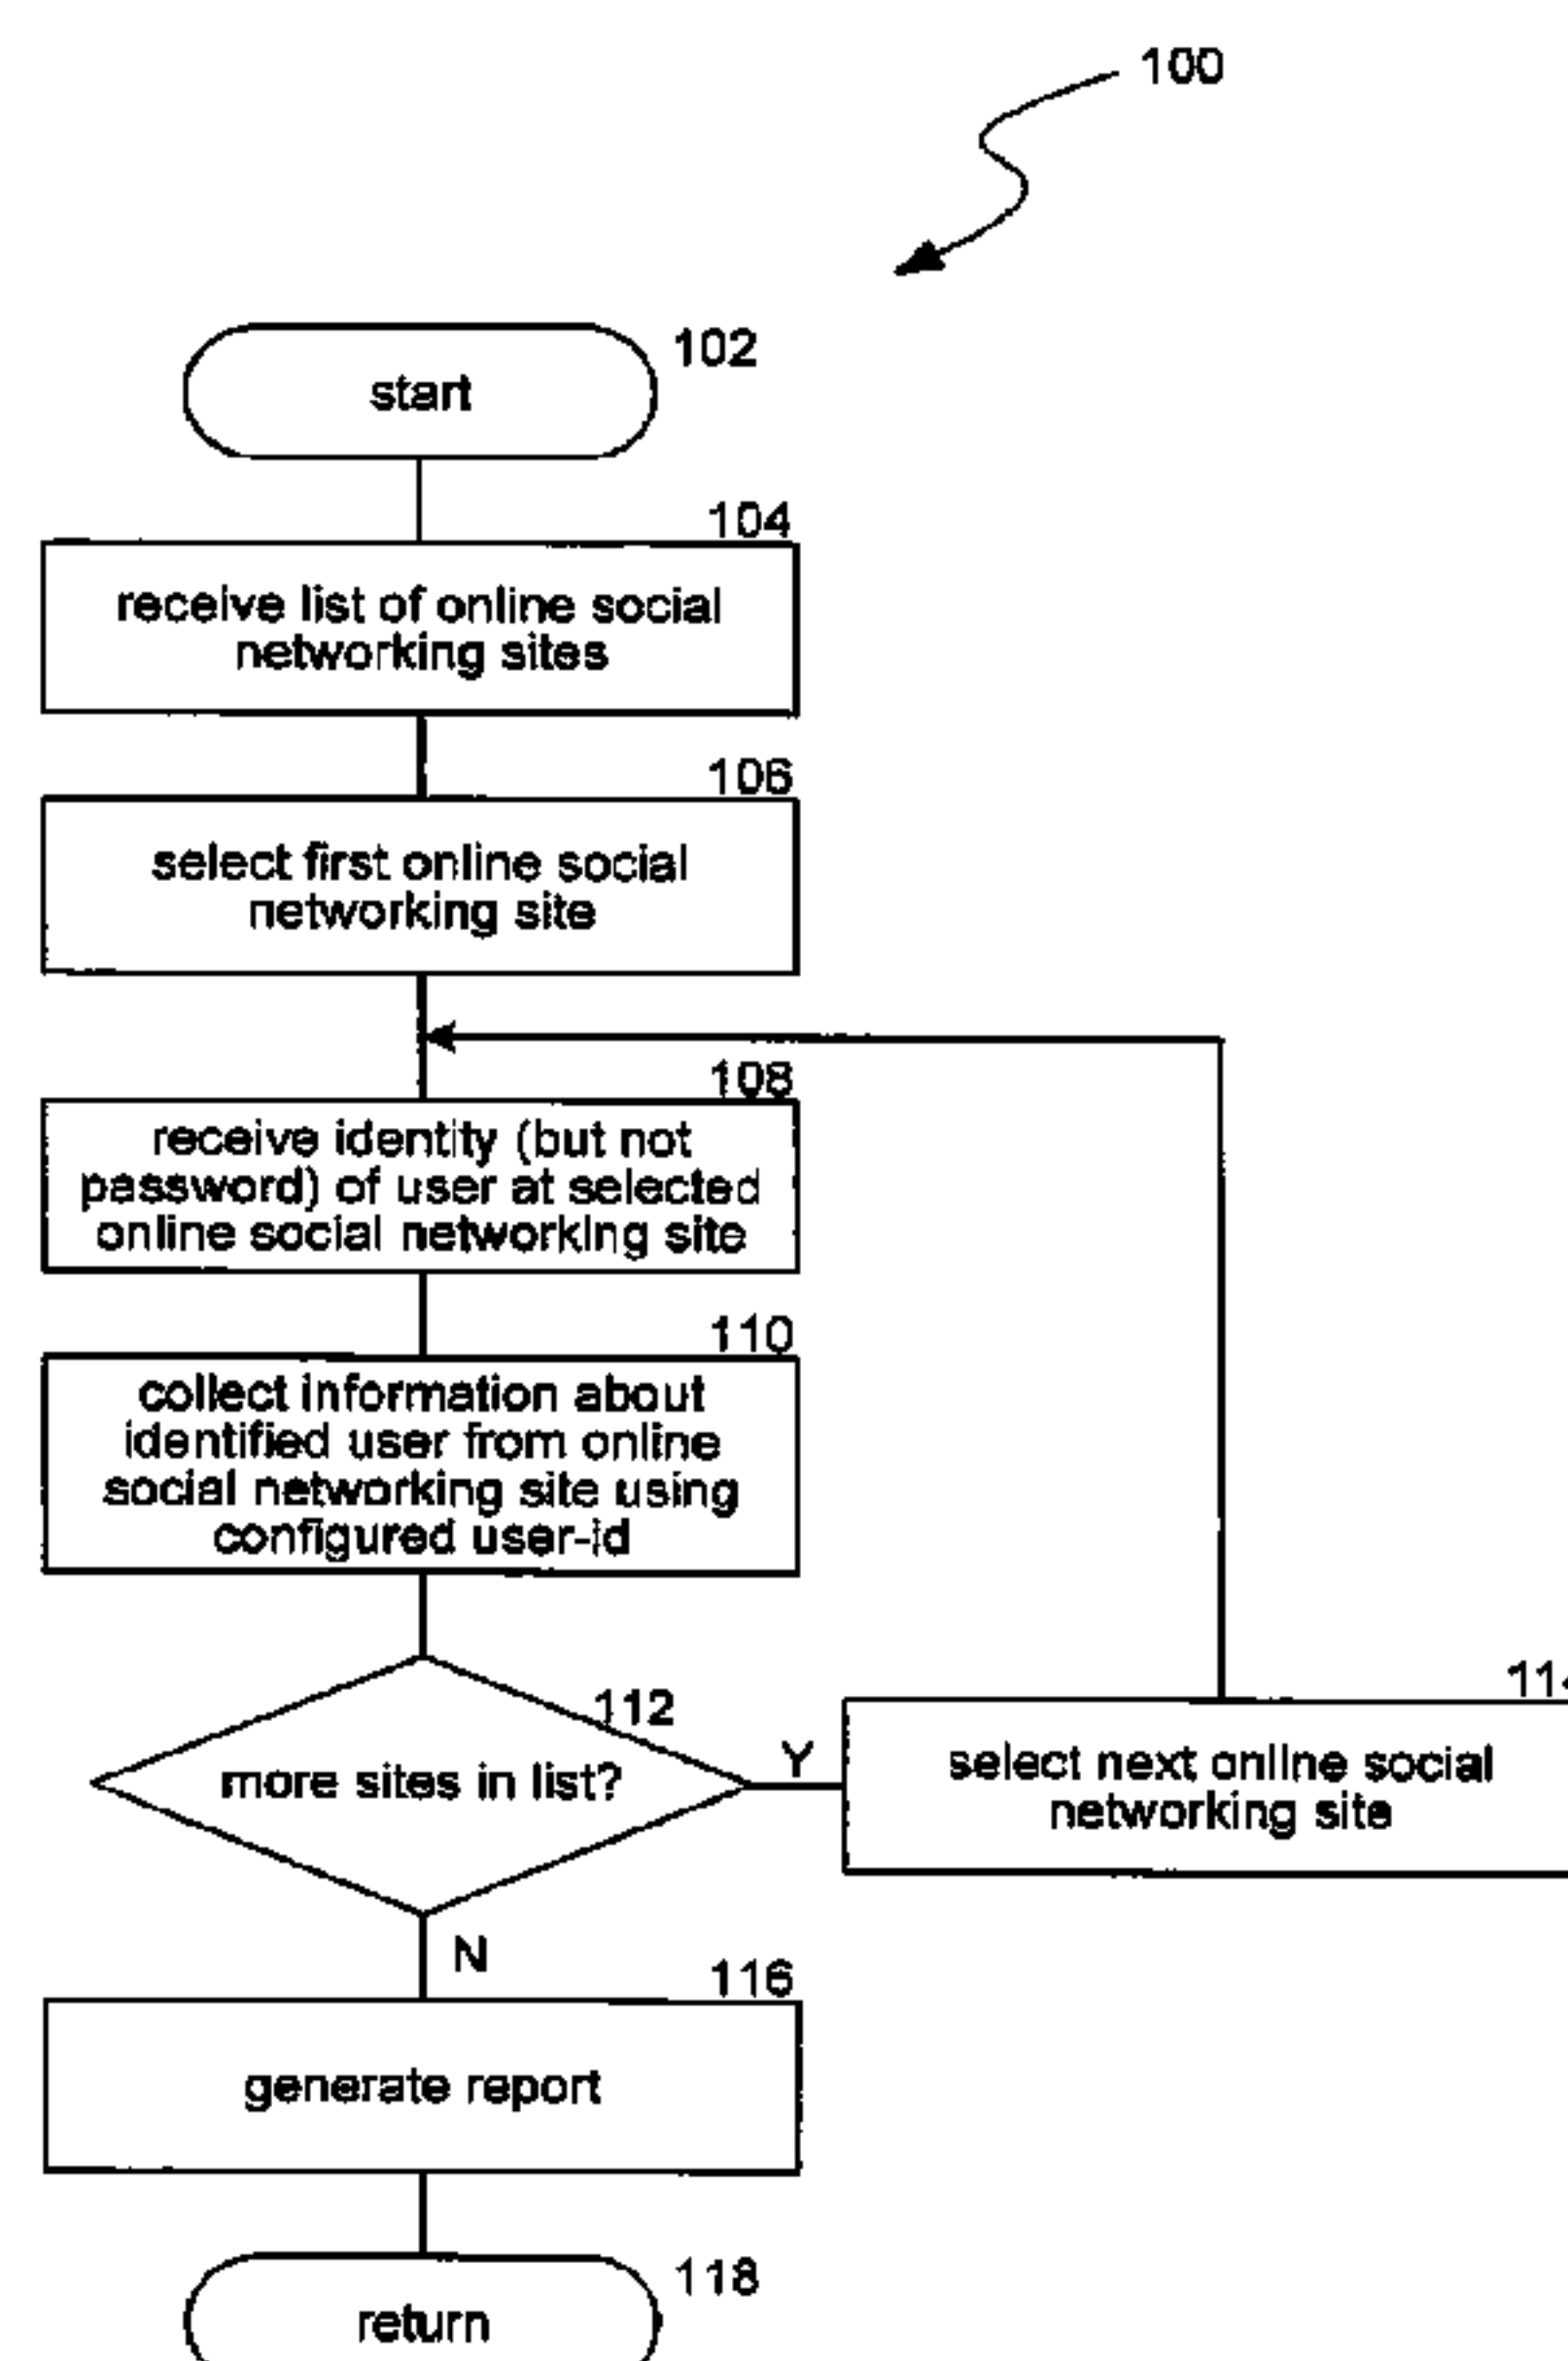 100
102
start
104
receive list of online social
networking sites
106
select first online social
networking site
108
receive identity (but not
password) of user at selected
online social networking site
110
collect information about
identified user from online
social networking site using
configured user-id
112
more sites in list?
Y
114
select next online social
networking site
N
116
generate report
118
return